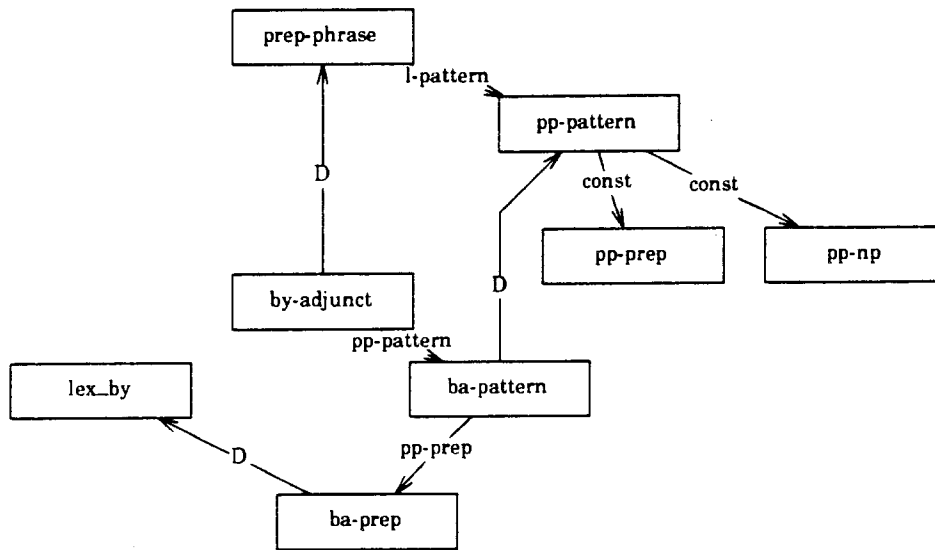 prep-phrase
l-pattern
pp-pattern
D
const
const
pp-prep
pp-np
by-adjunct
D
pp-pattern
lex_by
ba-pattern
pp-prep
D
ba-prep